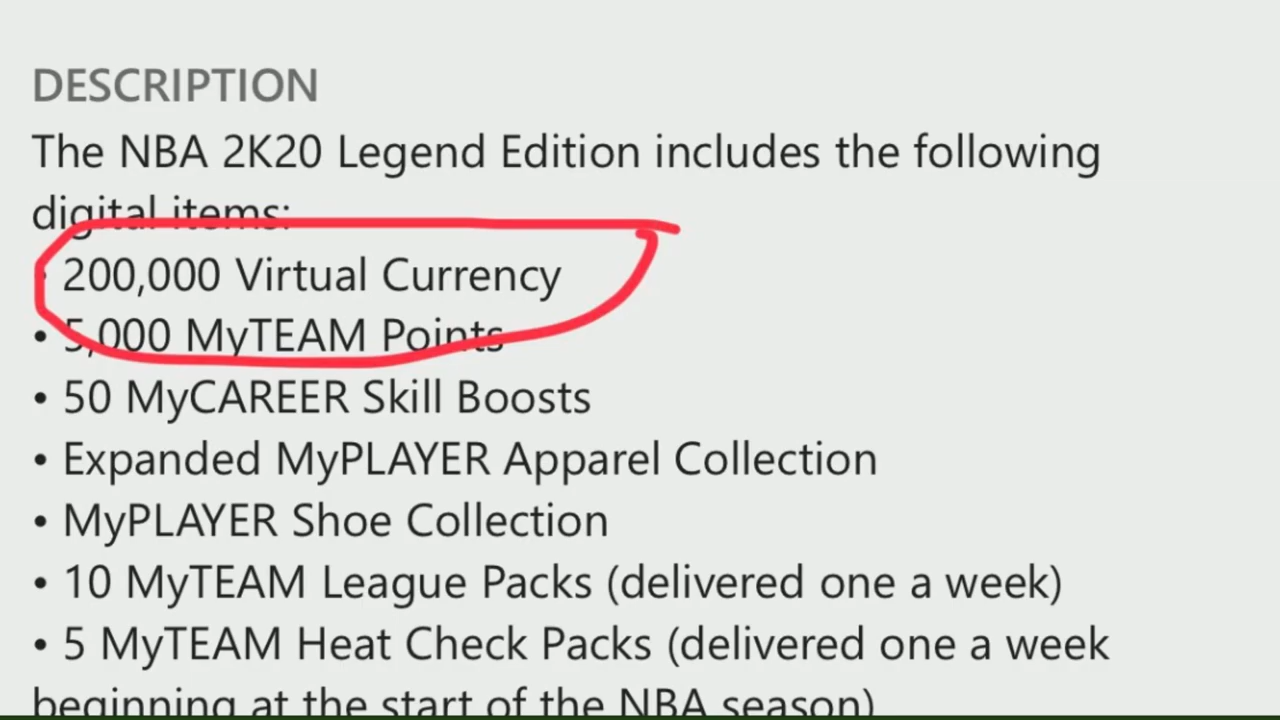 DESCRIPTION
The NBA 2K20 Legend Edition includes the following
digital items:
• 200,000 Virtual Currency
• 5,000 MyTEAM Points
• 50 MyCAREER Skill Boosts
• Expanded MyPLAYER Apparel Collection
• MyPLAYER Shoe Collection
• 10 MyTEAM League Packs (delivered one a week)
• 5 MyTEAM Heat Check Packs (delivered one a week
beginning at the start of the NBA season)